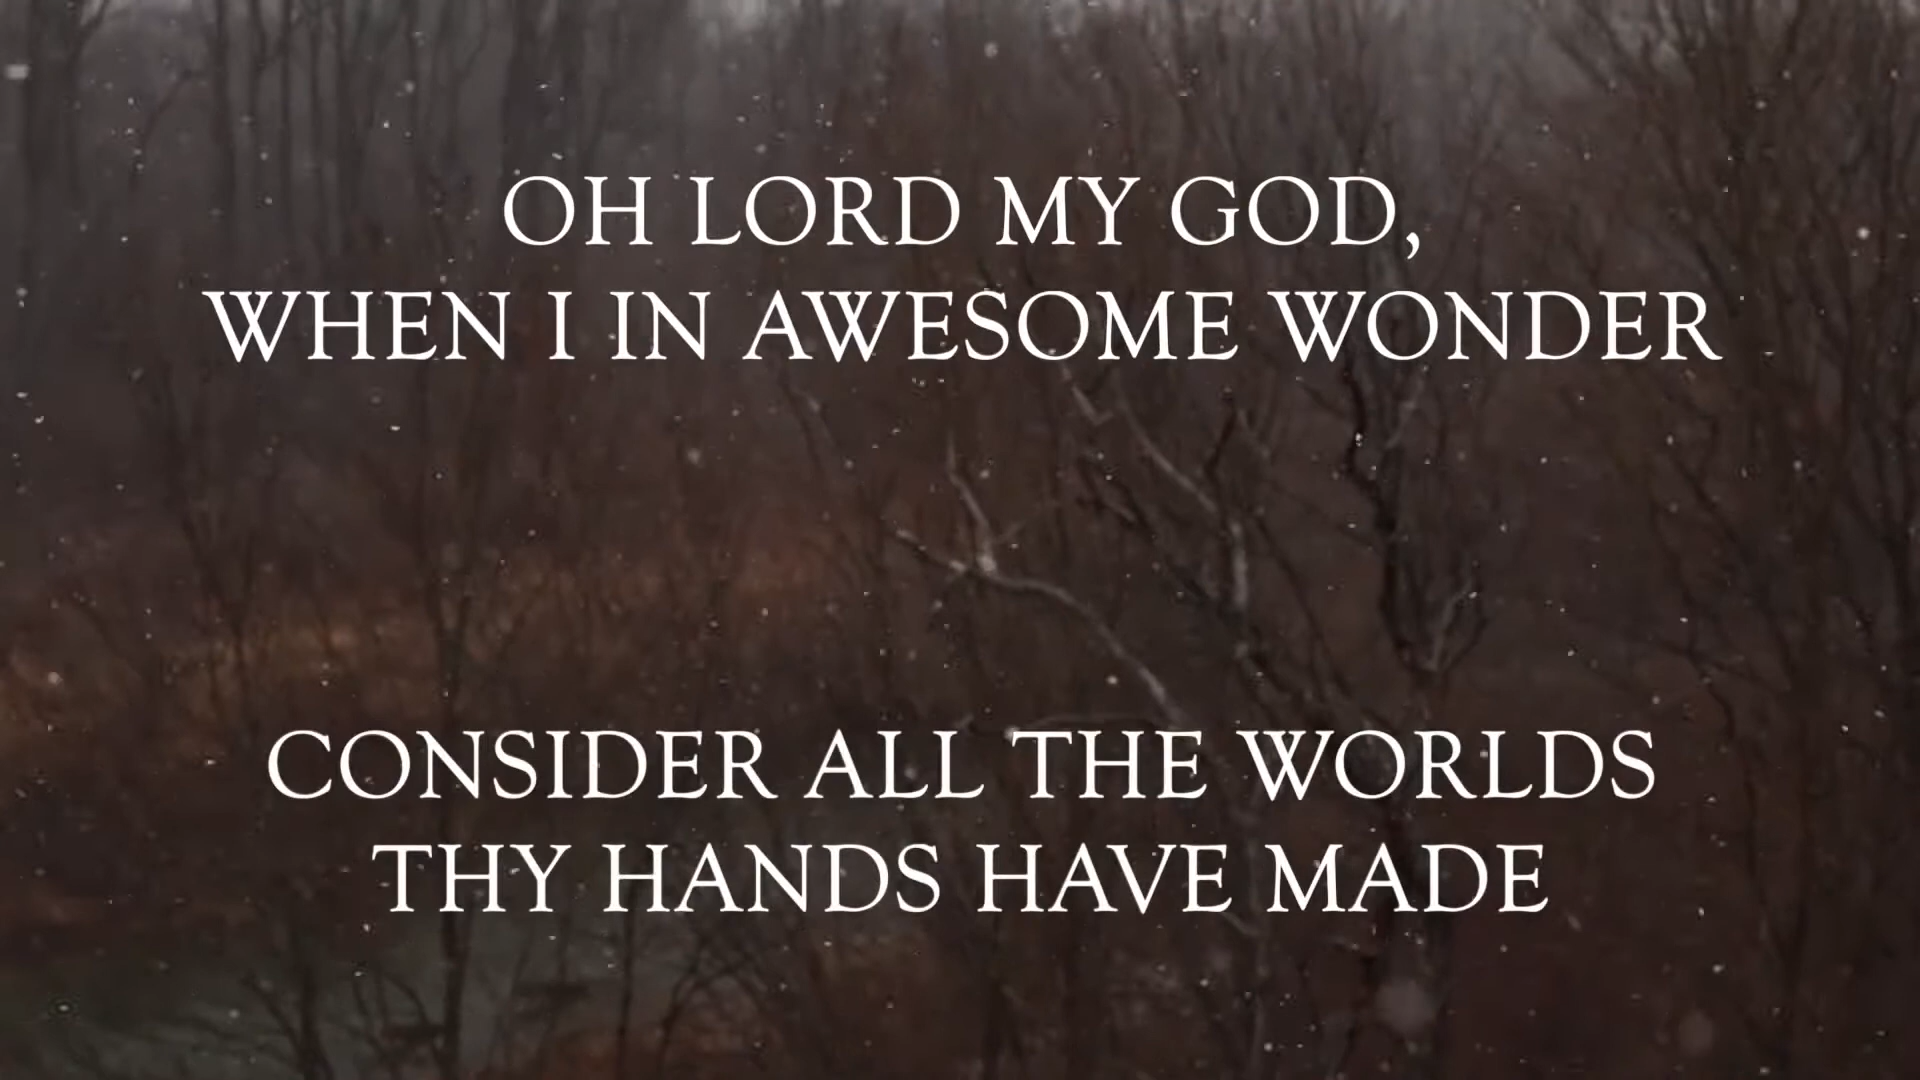 OH LORD MY GOD,
WHEN I IN AWESOME WONDER
CONSIDER ALL THE WORLDS
THY HANDS HAVE MADE